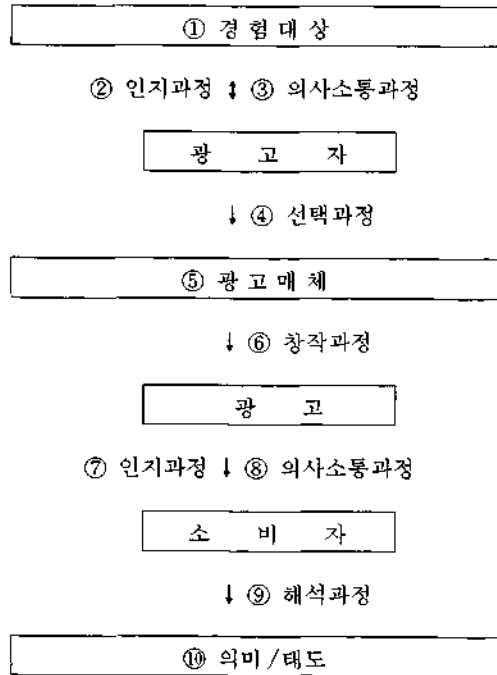 ① 경험대상
② 인지과정 ↕ ③ 의사소통과정
광 고 자
↓ ④ 선택과정
⑤ 광고매체
↓ ⑥ 창작과정
광 고
⑦ 인지과정 ↓ ⑧ 의사소통과정
소 비 자
↓ ⑨ 해석과정
⑩ 의미/태도